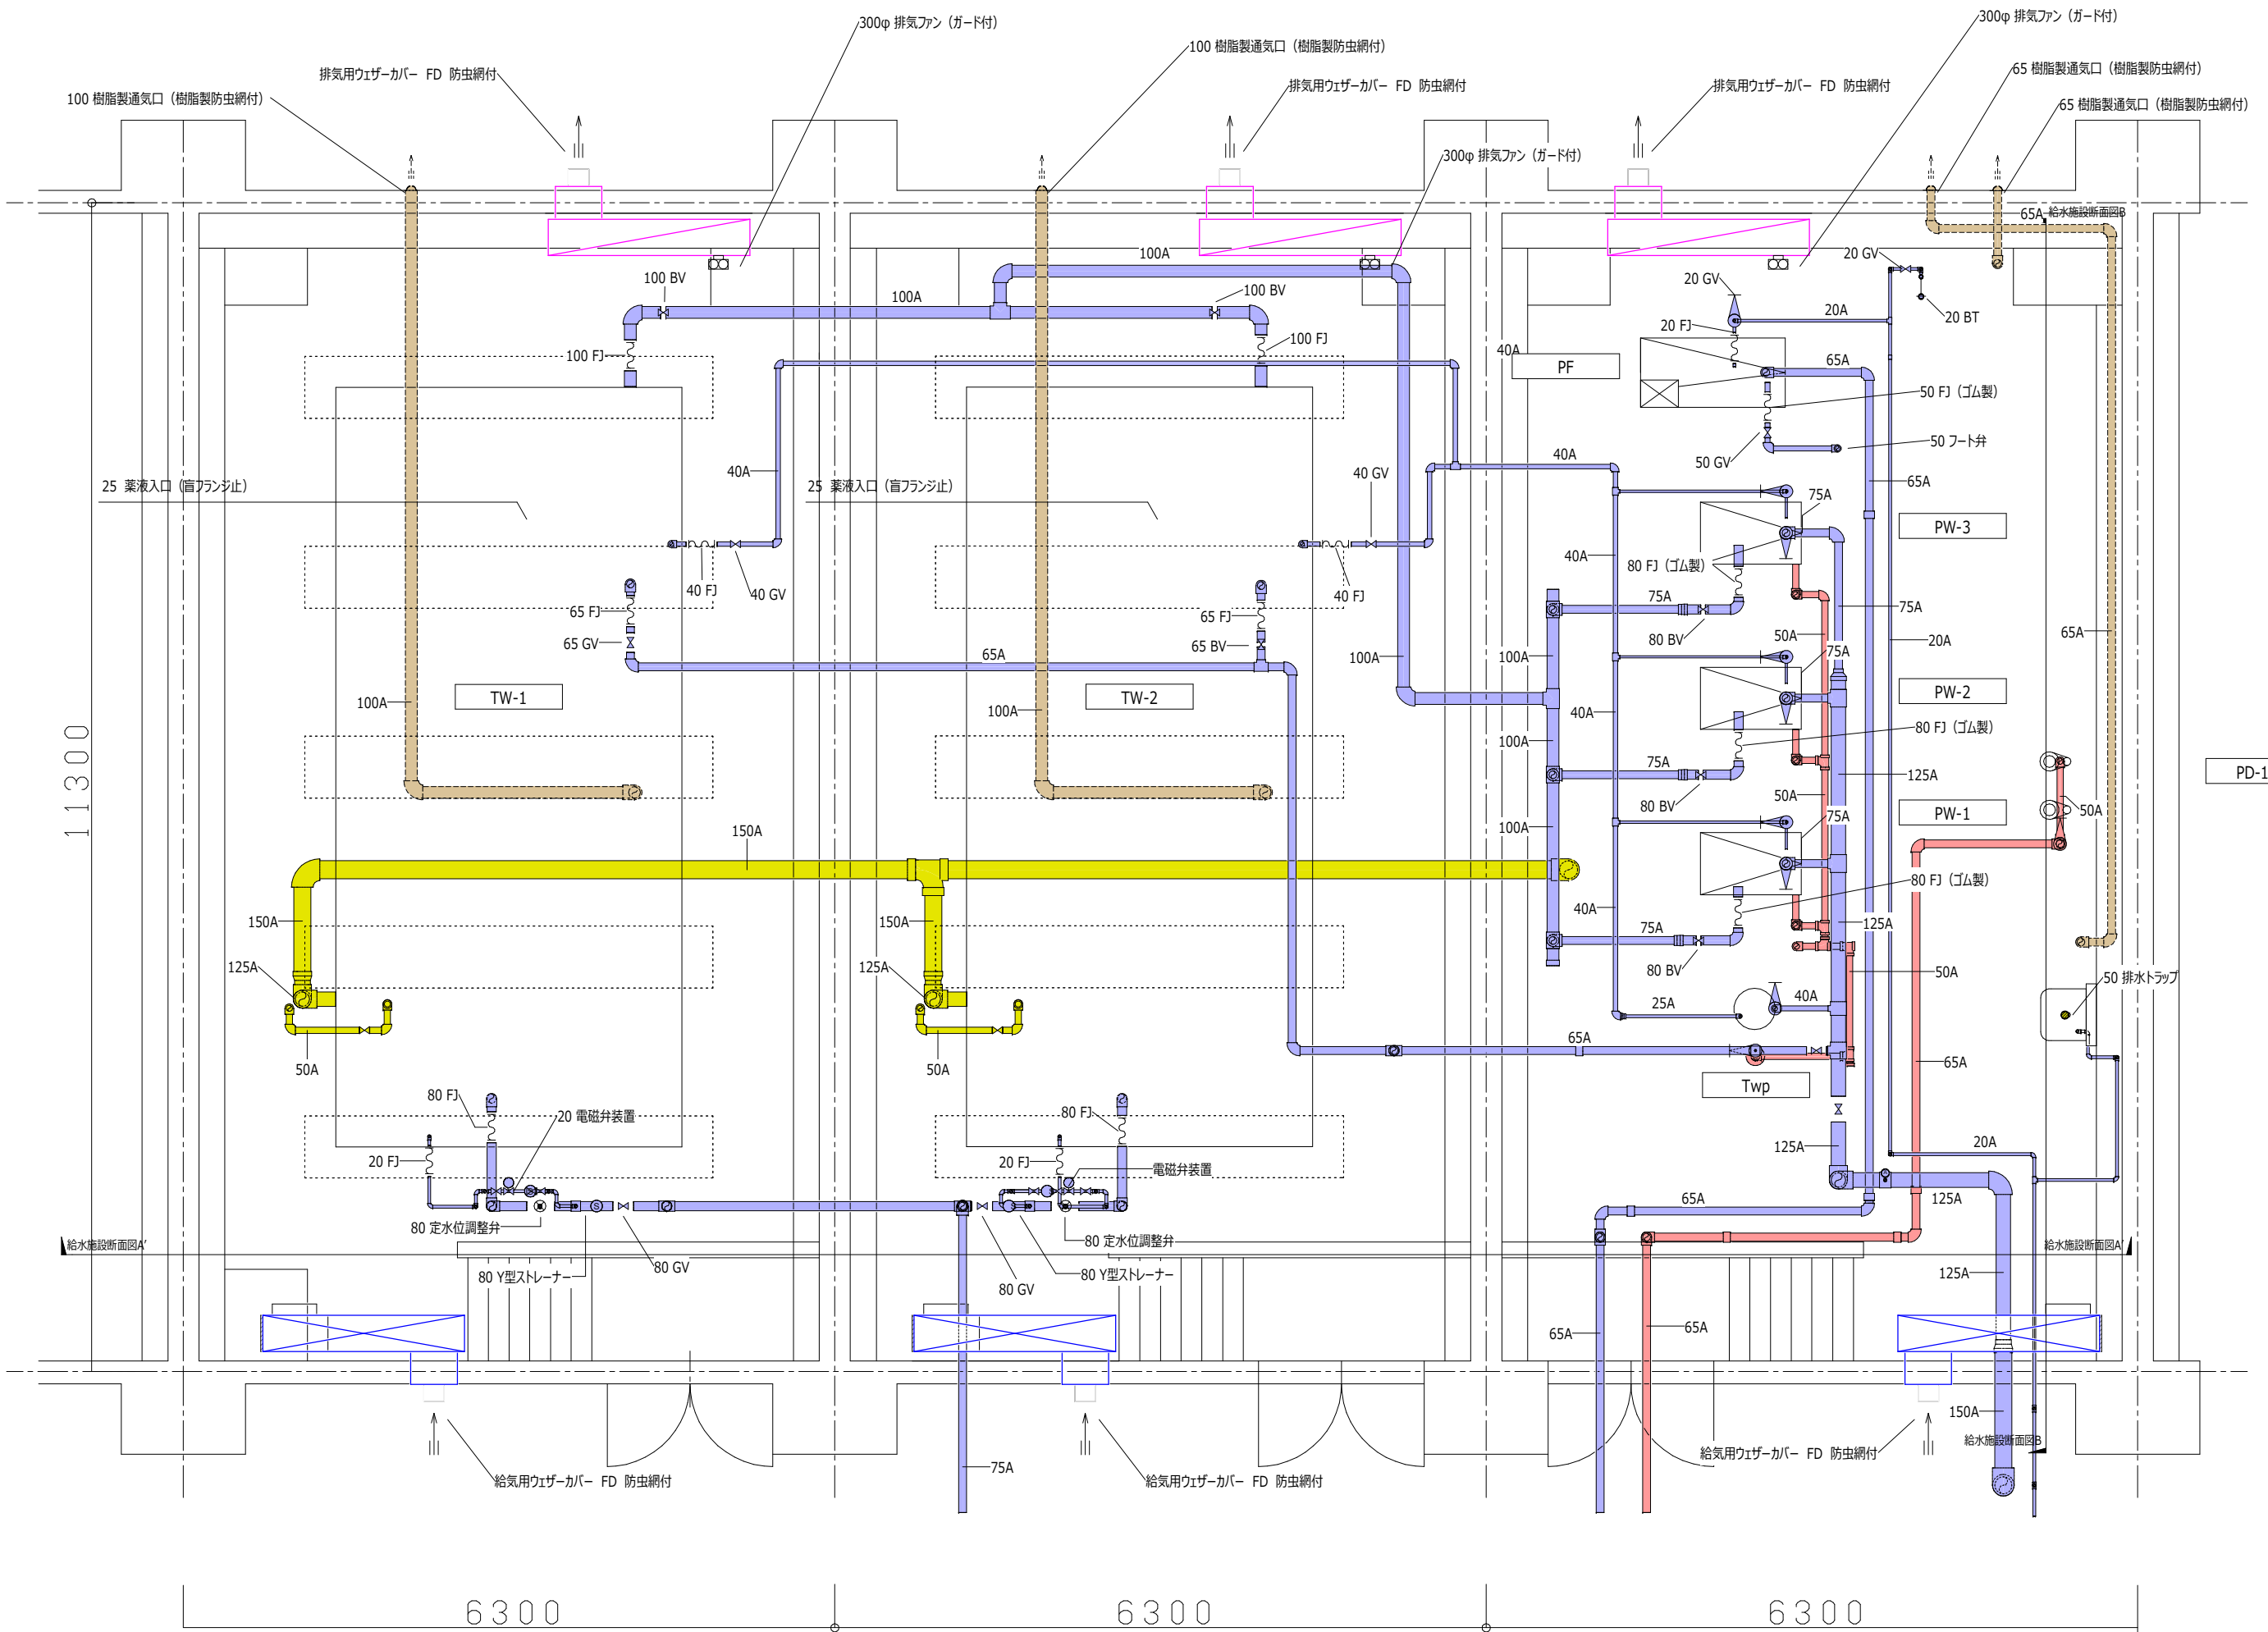 300φ 排気ファン（ガード付）
300φ 排気ファン（ガード付）
100 樹脂製通気口（樹脂製防虫網付）
排気用ウェザーカバー FD 防虫網付
65 樹脂製通気口（樹脂製防虫網付）
100 樹脂製通気口（樹脂製防虫網付）
排気用ウェザーカバー FD 防虫網付
排気用ウェザーカバー FD 防虫網付
65 樹脂製通気口（樹脂製防虫網付）
300φ 排気ファン（ガード付）
65A
給水施設断面図B
100A
20 GV
100 BV
100 BV
20 GV
100A
20A
20 BT
20 FJ
100 FJ
100 FJ
40A
PF
65A
50 FJ（ゴム製）
50 フート弁
40A
40 GV
40A
50 GV
65A
25 薬液入口（盲フランジ止）
25 薬液入口（盲フランジ止）
75A
PW-3
40A
80 FJ（ゴム製）
40 FJ
40 GV
40 FJ
75A
75A
65 FJ
65 FJ
80 BV
50A
20A
65A
65 GV
65 BV
65A
100A
100A
75A
TW-1
TW-2
PW-2
100A
100A
40A
80 FJ（ゴム製）
11300
100A
75A
125A
PD-1
80 BV
50A
50A
PW-1
75A
150A
100A
80 FJ（ゴム製）
40A
150A
150A
75A
125A
125A
125A
80 BV
50A
50 排水トラップ
25A
40A
65A
50A
50A
65A
Twp
80 FJ
20 電磁弁装置
80 FJ
125A
20A
20 FJ
20 FJ
電磁弁装置
65A
125A
80 定水位調整弁
80 定水位調整弁
給水施設断面図A'
給水施設断面図A'
80 Y型ストレーナー
80 GV
80 GV
80 Y型ストレーナー
125A
65A
65A
150A
給水施設断面図B
給気用ウェザーカバー FD 防虫網付
75A
給気用ウェザーカバー FD 防虫網付
給気用ウェザーカバー FD 防虫網付
6300
6300
6300